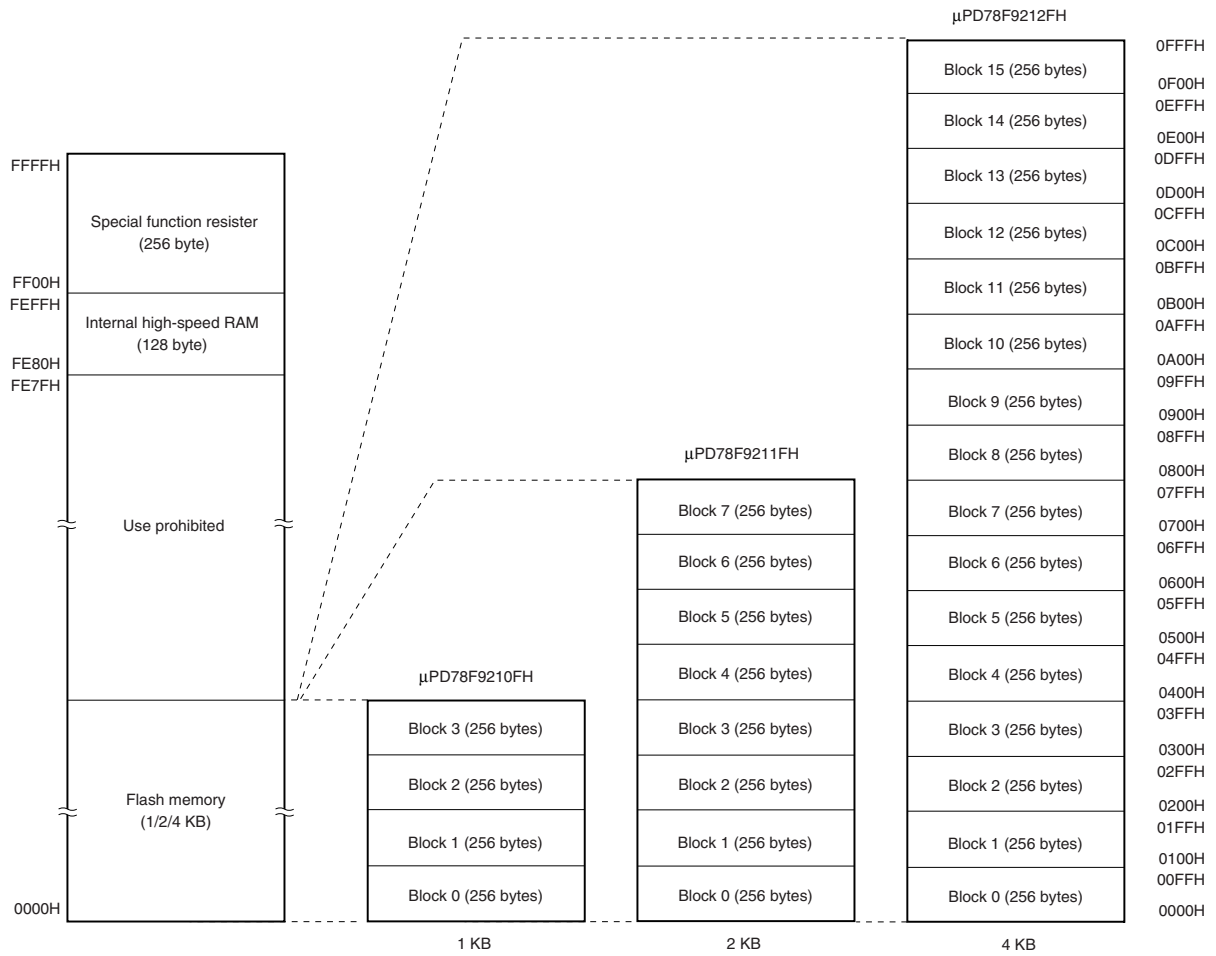 μPD78F9212FH
0FFFH
Block 15 (256 bytes)
0F00H
0EFFH
Block 14 (256 bytes)
0E00H
0DFFH
Block 13 (256 bytes)
0D00H
0CFFH
Block 12 (256 bytes)
0C00H
0BFFH
Block 11 (256 bytes)
0B00H
0AFFH
Block 10 (256 bytes)
0A00H
09FFH
Block 9 (256 bytes)
0900H
08FFH
Block 8 (256 bytes)
0800H
07FFH
Block 7 (256 bytes)
0700H
06FFH
Block 6 (256 bytes)
0600H
05FFH
Block 5 (256 bytes)
0500H
04FFH
Block 4 (256 bytes)
0400H
03FFH
Block 3 (256 bytes)
0300H
02FFH
Block 2 (256 bytes)
0200H
01FFH
Block 1 (256 bytes)
0100H
00FFH
Block 0 (256 bytes)
0000H
4 KB
FFFFH
Special function resister
(256 byte)
FF00H
FEFFH
Internal high-speed RAM
(128 byte)
FE80H
FE7FH
Use prohibited
Flash memory
(1/2/4 KB)
0000H
μPD78F9210FH
Block 3 (256 bytes)
Block 2 (256 bytes)
Block 1 (256 bytes)
Block 0 (256 bytes)
1 KB
μPD78F9211FH
Block 7 (256 bytes)
Block 6 (256 bytes)
Block 5 (256 bytes)
Block 4 (256 bytes)
Block 3 (256 bytes)
Block 2 (256 bytes)
Block 1 (256 bytes)
Block 0 (256 bytes)
2 KB